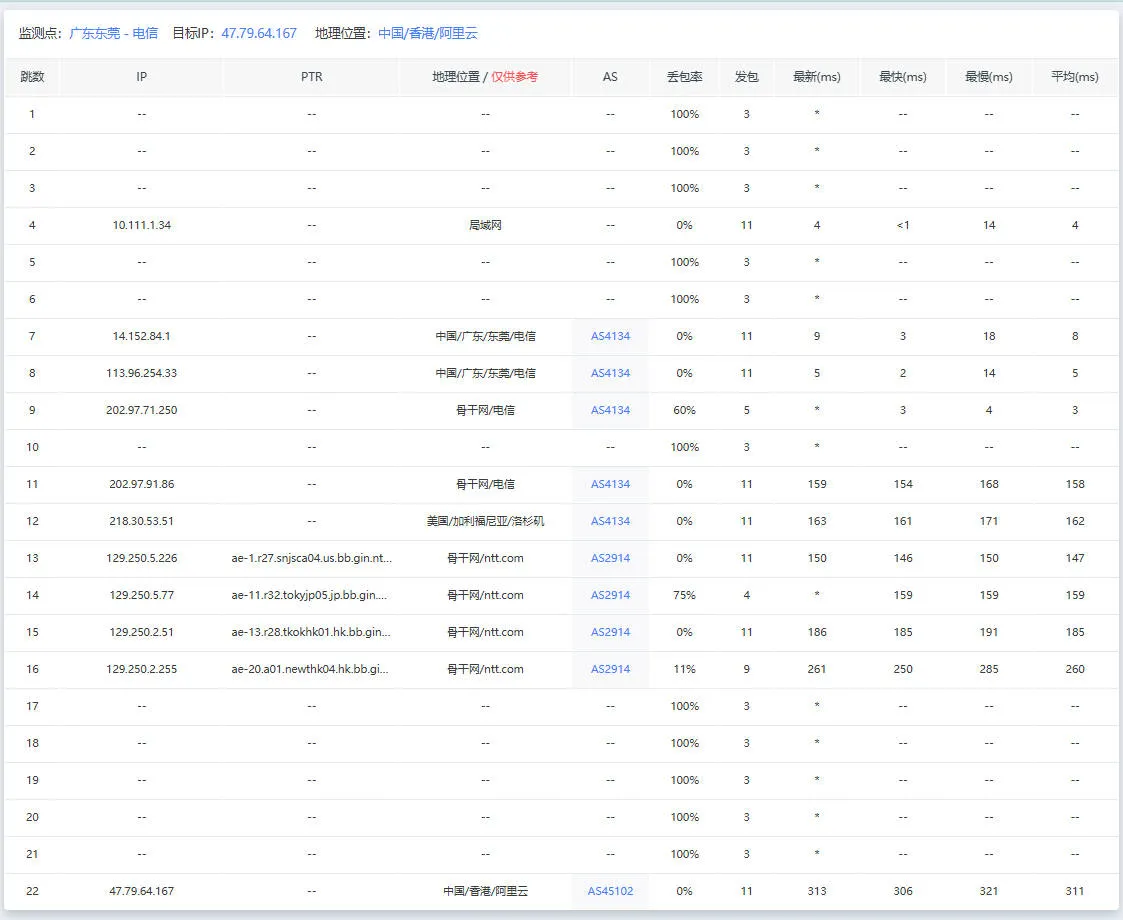 监测点：广东东莞 - 电信 目标IP：47.79.64.167 地理位置：中国/香港/阿里云
跳数 IP PTR 地理位置 / 仅供参考 AS 丢包率 发包 最新(ms) 最快(ms) 最慢(ms) 平均(ms)
1 -- -- -- -- 100% 3 * -- -- --
2 -- -- -- -- 100% 3 * -- -- --
3 -- -- -- -- 100% 3 * -- -- --
4 10.111.1.34 -- 局域网 -- 0% 11 4 <1 14 4
5 -- -- -- -- 100% 3 * -- -- --
6 -- -- -- -- 100% 3 * -- -- --
7 14.152.84.1 -- 中国/广东/东莞/电信 AS4134 0% 11 9 3 18 8
8 113.96.254.33 -- 中国/广东/东莞/电信 AS4134 0% 11 5 2 14 5
9 202.97.71.250 -- 骨干网/电信 AS4134 60% 5 * 3 4 3
10 -- -- -- -- 100% 3 * -- -- --
11 202.97.91.86 -- 骨干网/电信 AS4134 0% 11 159 154 168 158
12 218.30.53.51 -- 美国/加利福尼亚/洛杉矶 AS4134 0% 11 163 161 171 162
13 129.250.5.226 ae-1.r27.snjsca04.us.bb.gin.nt... 骨干网/ntt.com AS2914 0% 11 150 146 150 147
14 129.250.5.77 ae-11.r32.tokyjp05.jp.bb.gin.... 骨干网/ntt.com AS2914 75% 4 * 159 159 159
15 129.250.2.51 ae-13.r28.tkokhk01.hk.bb.gin... 骨干网/ntt.com AS2914 0% 11 186 185 191 185
16 129.250.2.255 ae-20.a01.newthk04.hk.bb.gi... 骨干网/ntt.com AS2914 11% 9 261 250 285 260
17 -- -- -- -- 100% 3 * -- -- --
18 -- -- -- -- 100% 3 * -- -- --
19 -- -- -- -- 100% 3 * -- -- --
20 -- -- -- -- 100% 3 * -- -- --
21 -- -- -- -- 100% 3 * -- -- --
22 47.79.64.167 -- 中国/香港/阿里云 AS45102 0% 11 313 306 321 311